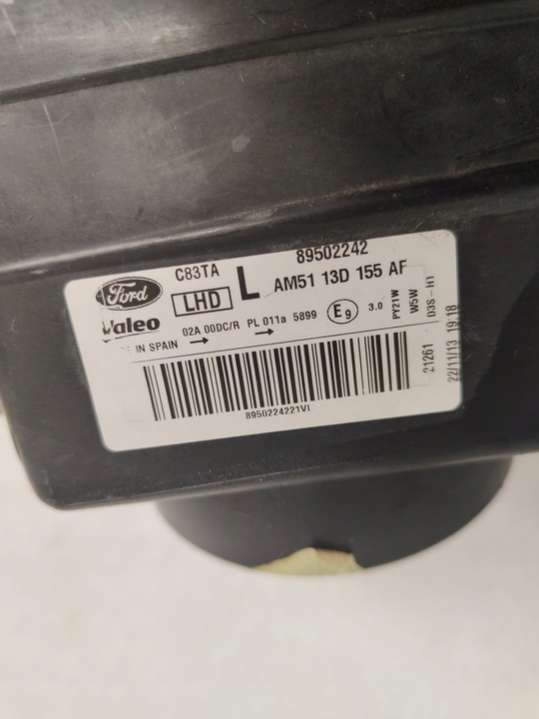 C83TA
89502242
Ford
LHD
L
AM51 13D 155 AF
Valeo
02A 00DC/R PL 011a 5899
E9
3.0
PY21W
W5W
D3S-H1
IN SPAIN
21261
22/11/13 19:18
8950224221VI